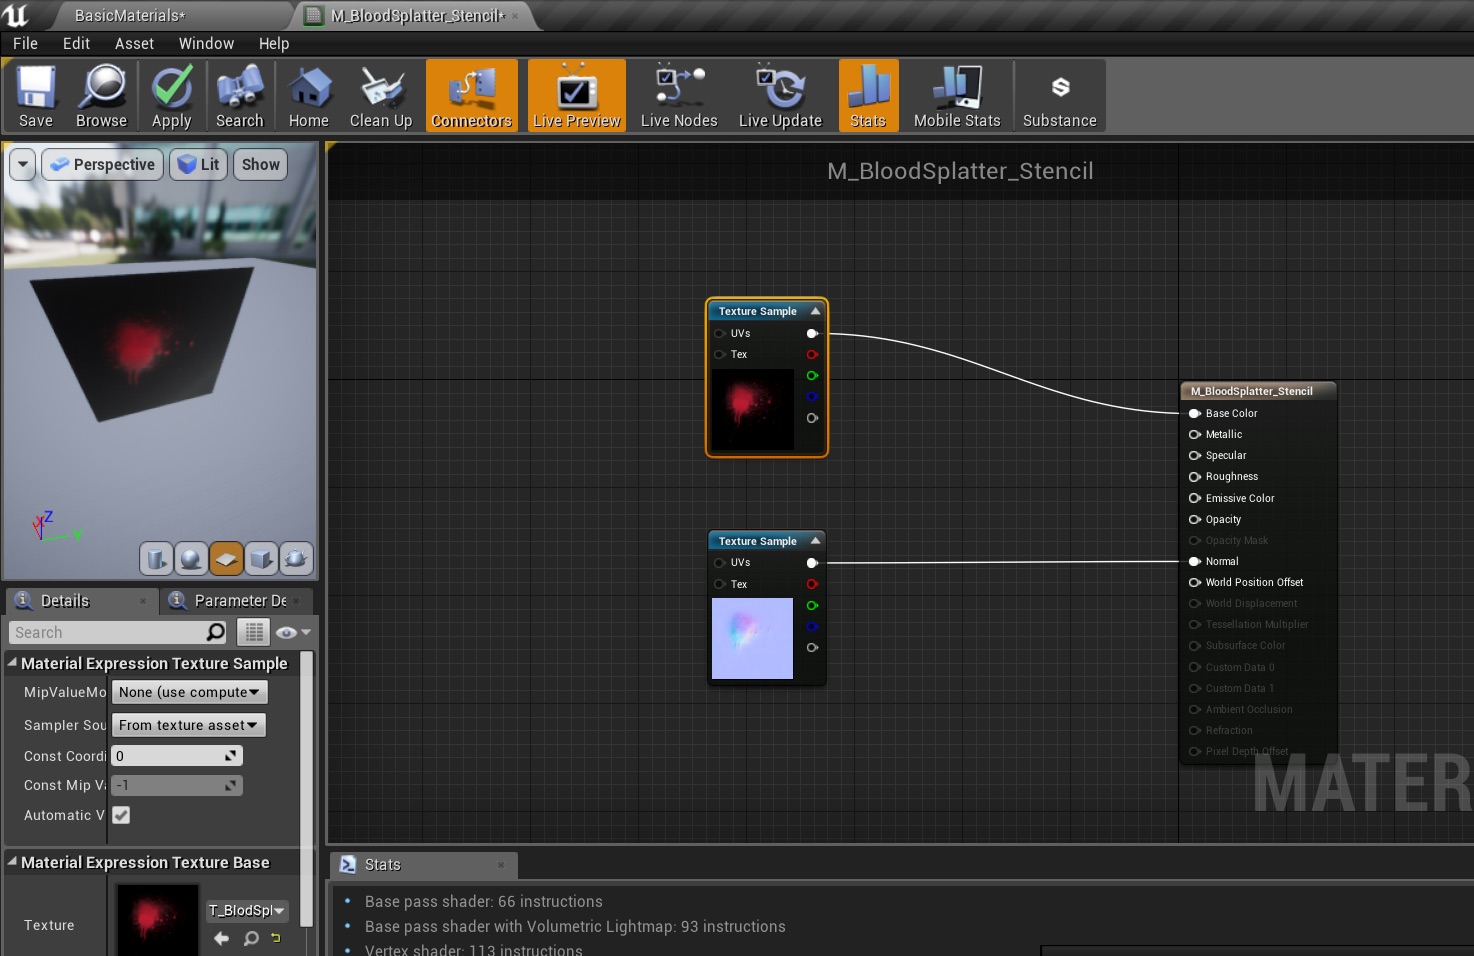 BasicMaterials*
M_BloodSplatter_Stencil*
File Edit Asset Window Help
Save Browse Apply Search Home Clean Up Connectors Live Preview Live Nodes Live Update Stats Mobile Stats Substance
Perspective Lit Show
M_BloodSplatter_Stencil
X Z Y
Texture Sample
UVs
Tex
Texture Sample
UVs
Tex
M_BloodSplatter_Stencil
Base Color
Metallic
Specular
Roughness
Emissive Color
Opacity
Opacity Mask
Normal
World Position Offset
World Displacement
Tessellation Multiplier
Subsurface Color
Custom Data 0
Custom Data 1
Ambient Occlusion
Refraction
Pixel Depth Offset
MATER
Details
Parameter De
Search
Material Expression Texture Sample
MipValueMo None (use compute
Sampler Sou From texture asset
Const Coordi 0
Const Mip Va -1
Automatic V
Material Expression Texture Base
Texture T_BlodSpl
Stats
Base pass shader: 66 instructions
Base pass shader with Volumetric Lightmap: 93 instructions
Vertex shader: 113 instructions